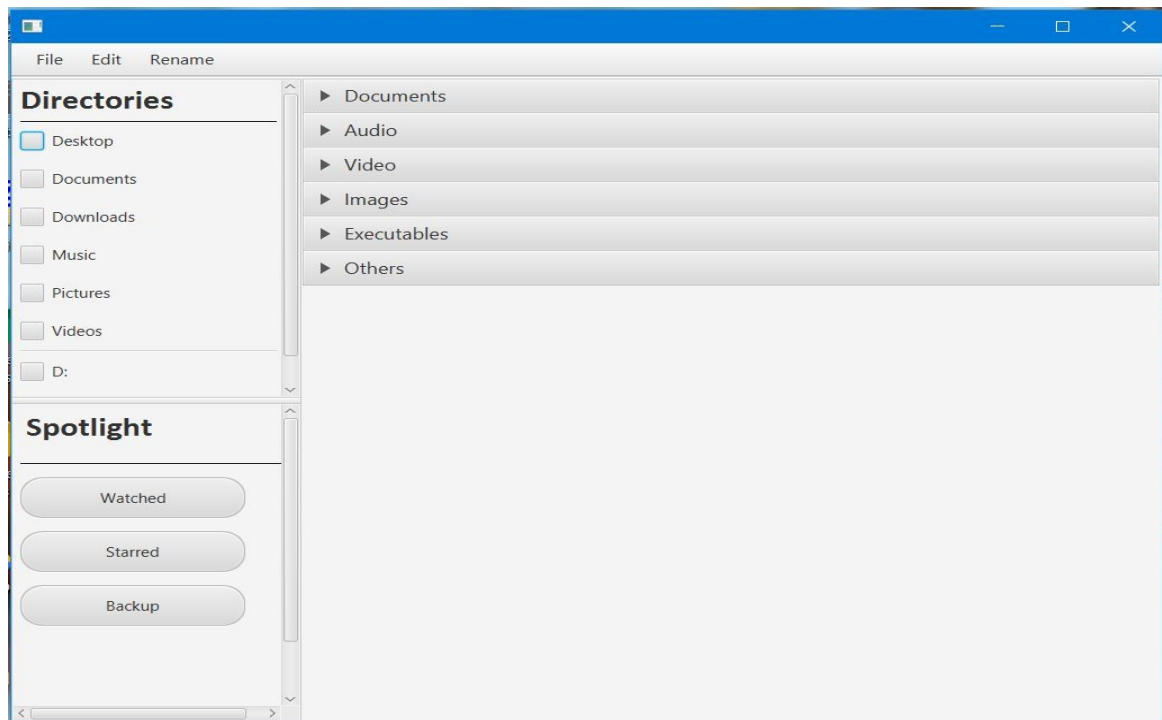 File Edit Rename
Directories
Desktop
Documents
Downloads
Music
Pictures
Videos
D:
Spotlight
Watched
Starred
Backup
Documents
Audio
Video
Images
Executables
Others